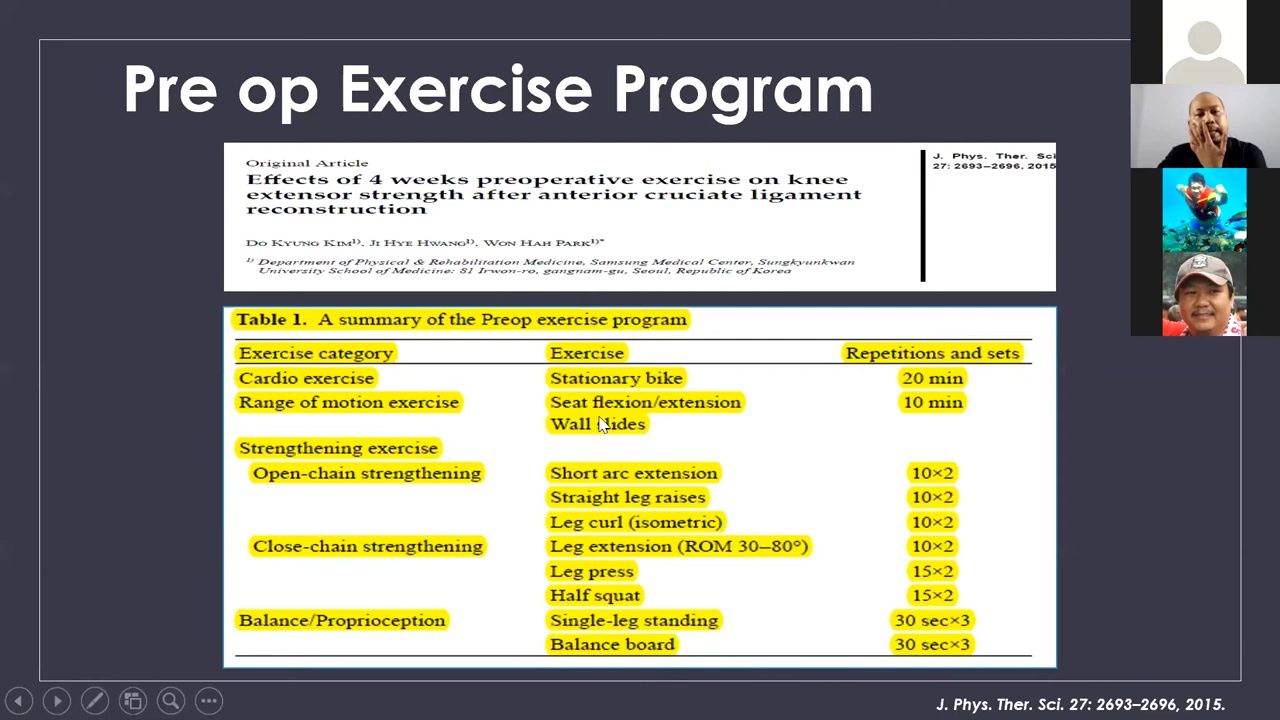 Pre op Exercise Program
Original Article
Effects of 4 weeks preoperative exercise on knee
extensor strength after anterior cruciate ligament
reconstruction
J. Phys. Ther. Sci
27: 2693–2696, 2015
Do Kyung Kim1), Ji Hye Hwang1), Won Hah Park1)*
1) Department of Physical & Rehabilitation Medicine, Samsung Medical Center, Sungkyunkwan
University School of Medicine: 81 Irwon-ro, gangnam-gu, Seoul, Republic of Korea
Table 1. A summary of the Preop exercise program
Exercise category Exercise Repetitions and sets
Cardio exercise Stationary bike 20 min
Range of motion exercise Seat flexion/extension 10 min
Wall slides
Strengthening exercise
Open-chain strengthening Short arc extension 10×2
Straight leg raises 10×2
Leg curl (isometric) 10×2
Close-chain strengthening Leg extension (ROM 30–80°) 10×2
Leg press 15×2
Half squat 15×2
Balance/Proprioception Single-leg standing 30 sec×3
Balance board 30 sec×3
J. Phys. Ther. Sci. 27: 2693–2696, 2015.